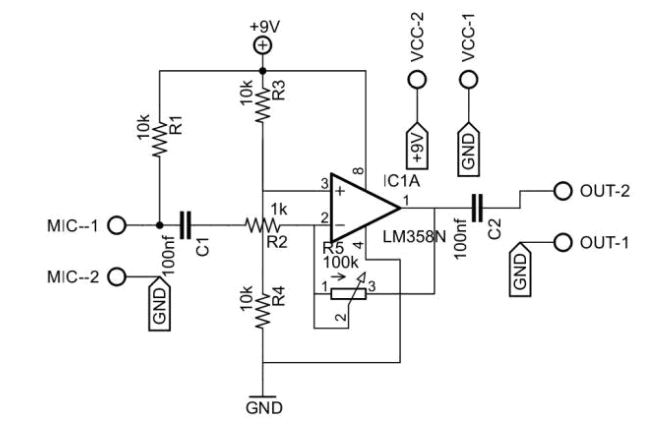 +9V
VCC-2
VCC-1
10k
R3
10k
R1
+9V
GND
8
IC1A
3
+
1
OUT-2
MIC--1
1k
2
-
R2
LM358N
100nf
C1
100nf
C2
OUT-1
R5
4
100k
MIC--2
GND
GND
10k
R4
1
3
2
GND